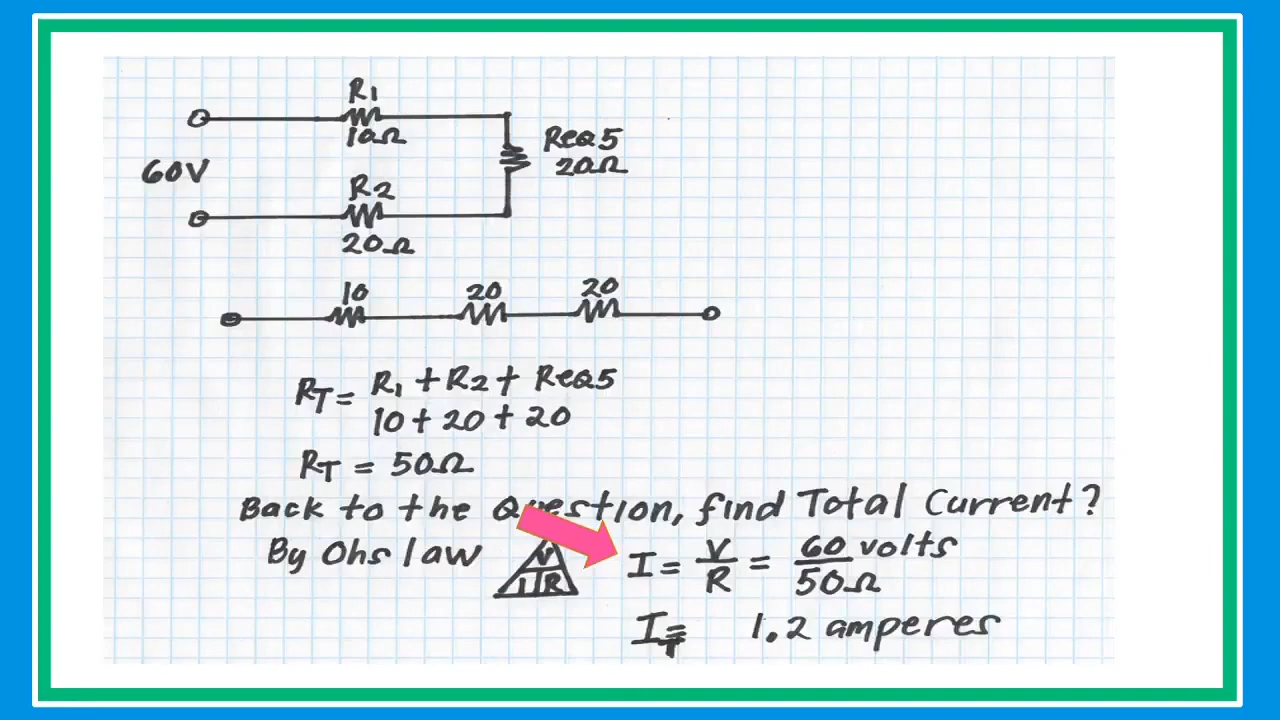 R1
10Ω
60V
Req5
20Ω
R2
20Ω
10 20 20
RT = R1 + R2 + Req5
10 + 20 + 20
RT = 50Ω
Back to the Question, find Total Current?
By Ohs law
V
I R
I = V/R = 60 volts/50Ω
IT = 1.2 amperes